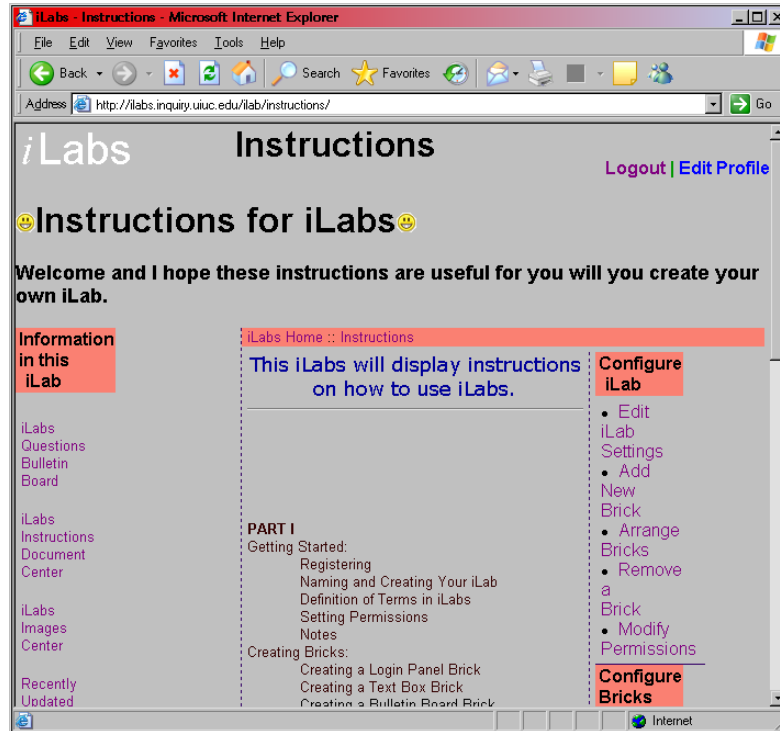 iLabs - Instructions - Microsoft Internet Explorer
File Edit View Favorites Tools Help
Back Search Favorites
Address http://ilabs.inquiry.uiuc.edu/ilab/instructions/ Go
iLabs Instructions
Logout | Edit Profile
Instructions for iLabs
Welcome and I hope these instructions are useful for you will you create your
own iLab.
Information
in this
iLab
iLabs
Questions
Bulletin
Board
iLabs
Instructions
Document
Center
iLabs
Images
Center
Recently
Updated
iLabs Home :: Instructions
This iLabs will display instructions
on how to use iLabs.
PART I
Getting Started:
Registering
Naming and Creating Your iLab
Definition of Terms in iLabs
Setting Permissions
Notes
Creating Bricks:
Creating a Login Panel Brick
Creating a Text Box Brick
Creating a Bulletin Board Brick
Configure
iLab
• Edit
iLab
Settings
• Add
New
Brick
• Arrange
Bricks
• Remove
a
Brick
• Modify
Permissions
Configure
Bricks
Internet